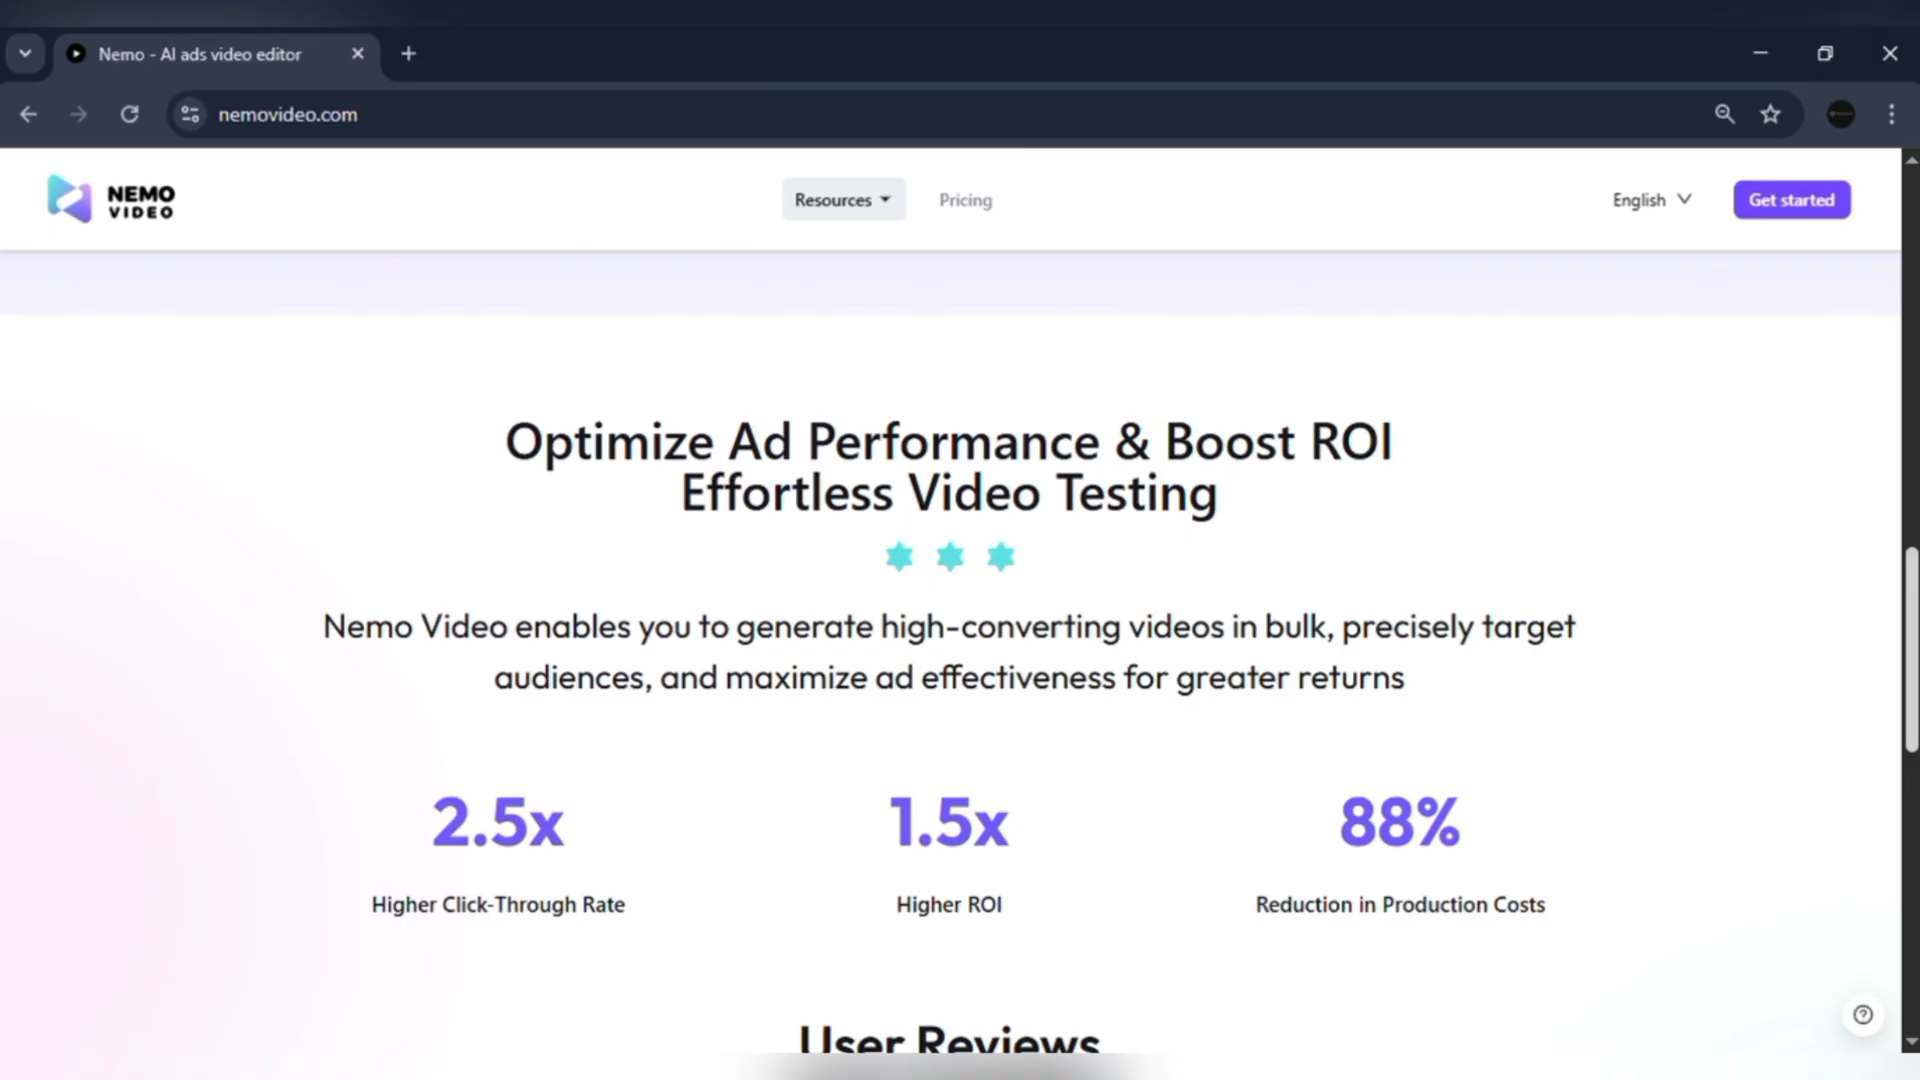 Nemo - AI ads video editor
nemovideo.com
NEMO
VIDEO
Resources
Pricing
English
Get started
Optimize Ad Performance & Boost ROI
Effortless Video Testing
Nemo Video enables you to generate high-converting videos in bulk, precisely target
audiences, and maximize ad effectiveness for greater returns
2.5x
1.5x
88%
Higher Click-Through Rate
Higher ROI
Reduction in Production Costs
User Reviews